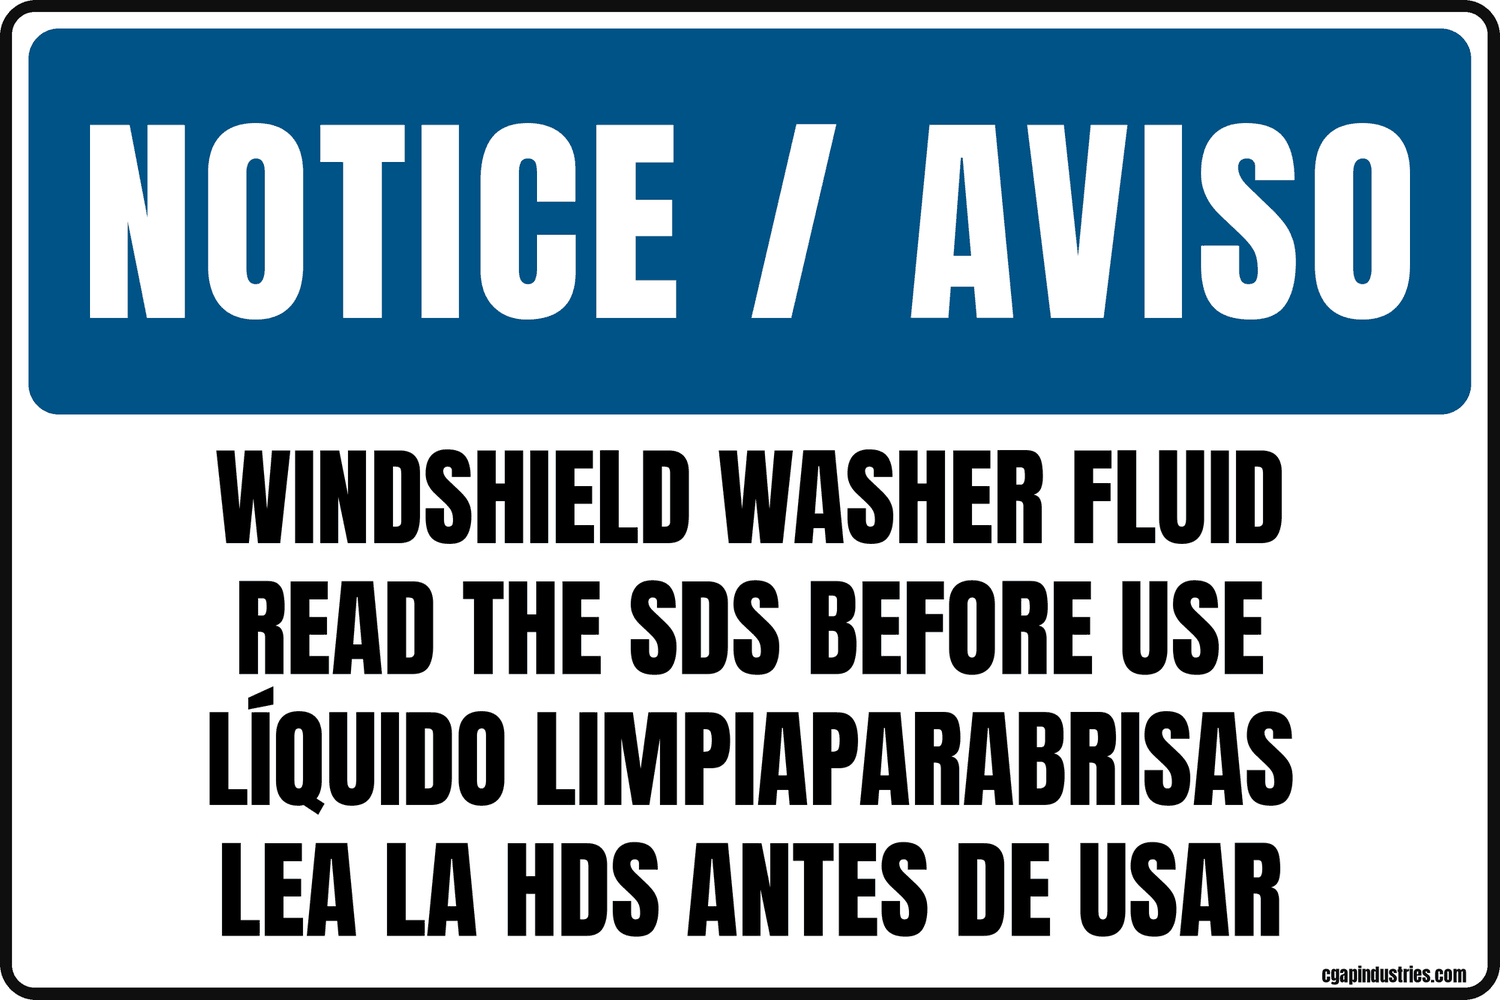 NOTICE / AVISO
WINDSHIELD WASHER FLUID
READ THE SDS BEFORE USE
LÍQUIDO LIMPIAPARABRISAS
LEA LA HDS ANTES DE USAR
cgapindustries.com